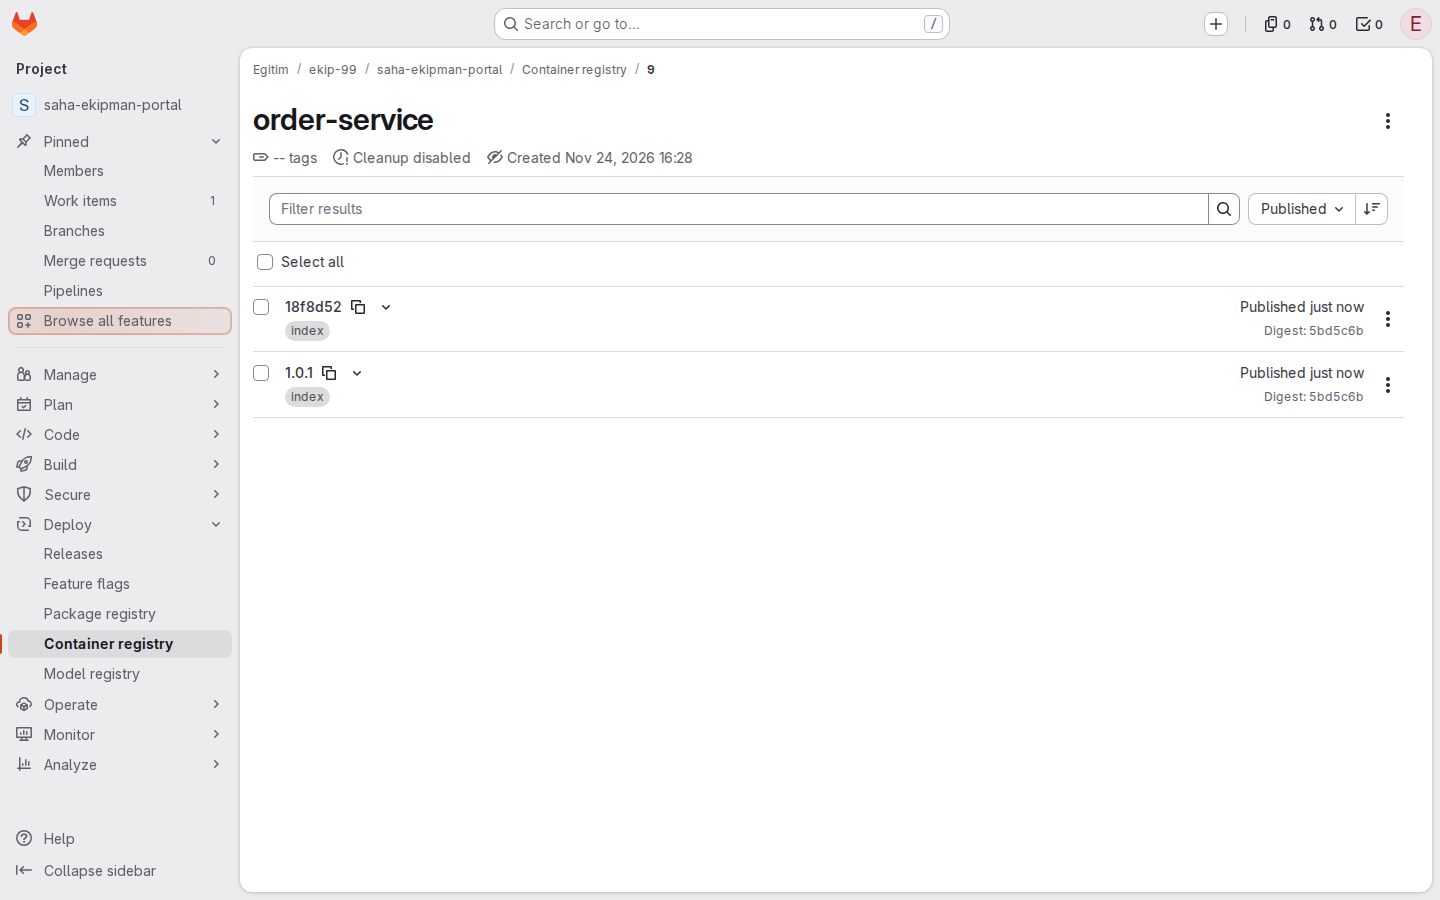 Search or go to...
/
0
0
0
E
Project
S
saha-ekipman-portal
Pinned
Members
Work items 1
Branches
Merge requests 0
Pipelines
Browse all features
Manage
Plan
Code
Build
Secure
Deploy
Releases
Feature flags
Package registry
Container registry
Model registry
Operate
Monitor
Analyze
Help
Collapse sidebar
Egitim / ekip-99 / saha-ekipman-portal / Container registry / 9
order-service
-- tags Cleanup disabled Created Nov 24, 2026 16:28
Filter results
Published
Select all
18f8d52 Published just now
index Digest: 5bd5c6b
1.0.1 Published just now
index Digest: 5bd5c6b